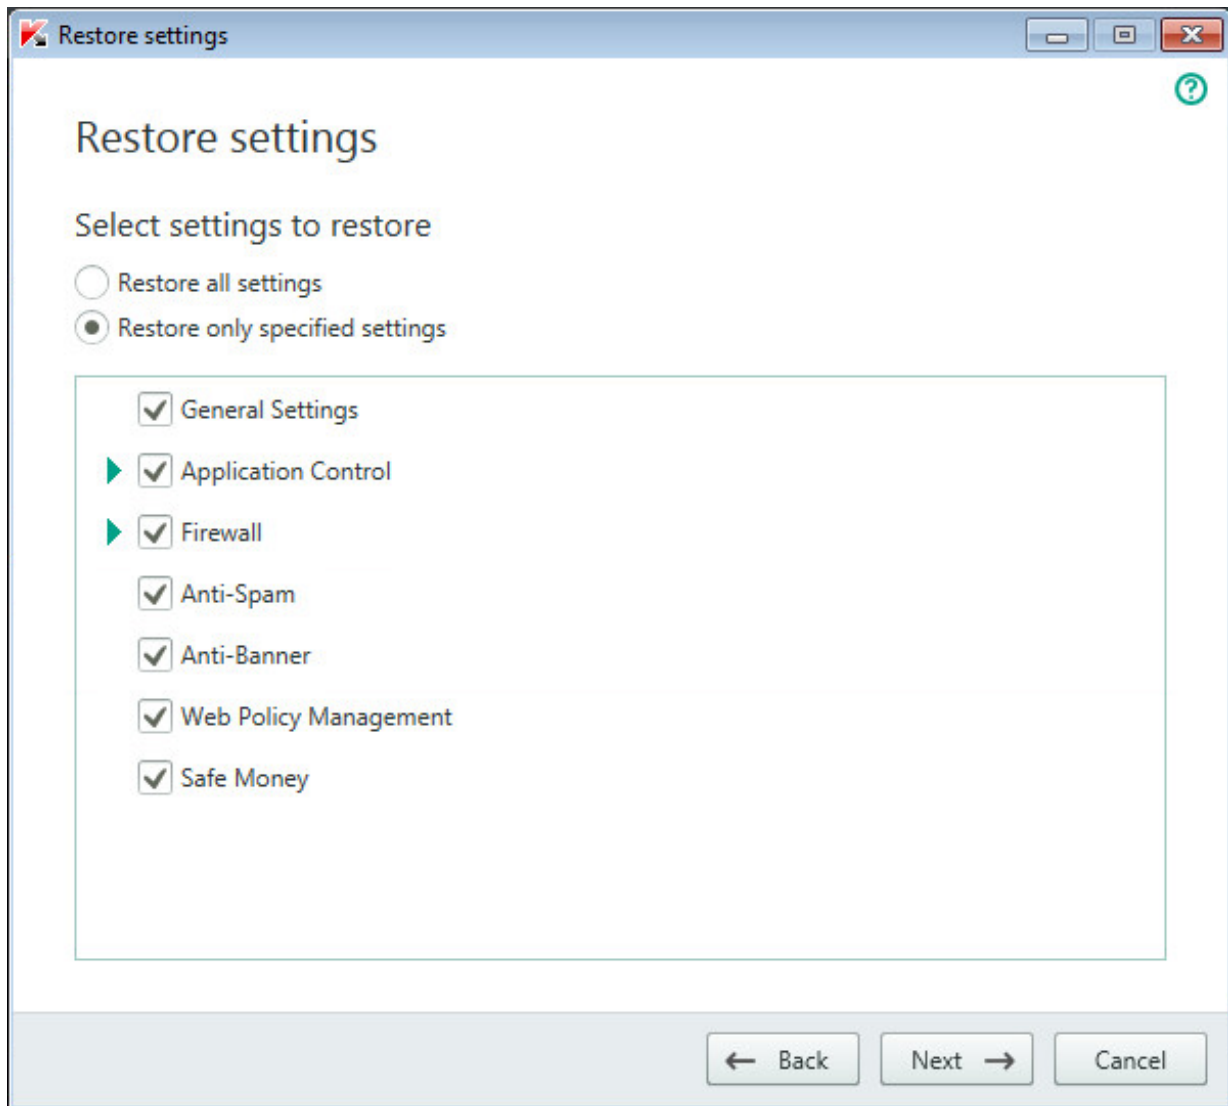 Restore settings
Restore settings
Select settings to restore
Restore all settings
Restore only specified settings
General Settings
Application Control
Firewall
Anti-Spam
Anti-Banner
Web Policy Management
Safe Money
← Back Next → Cancel